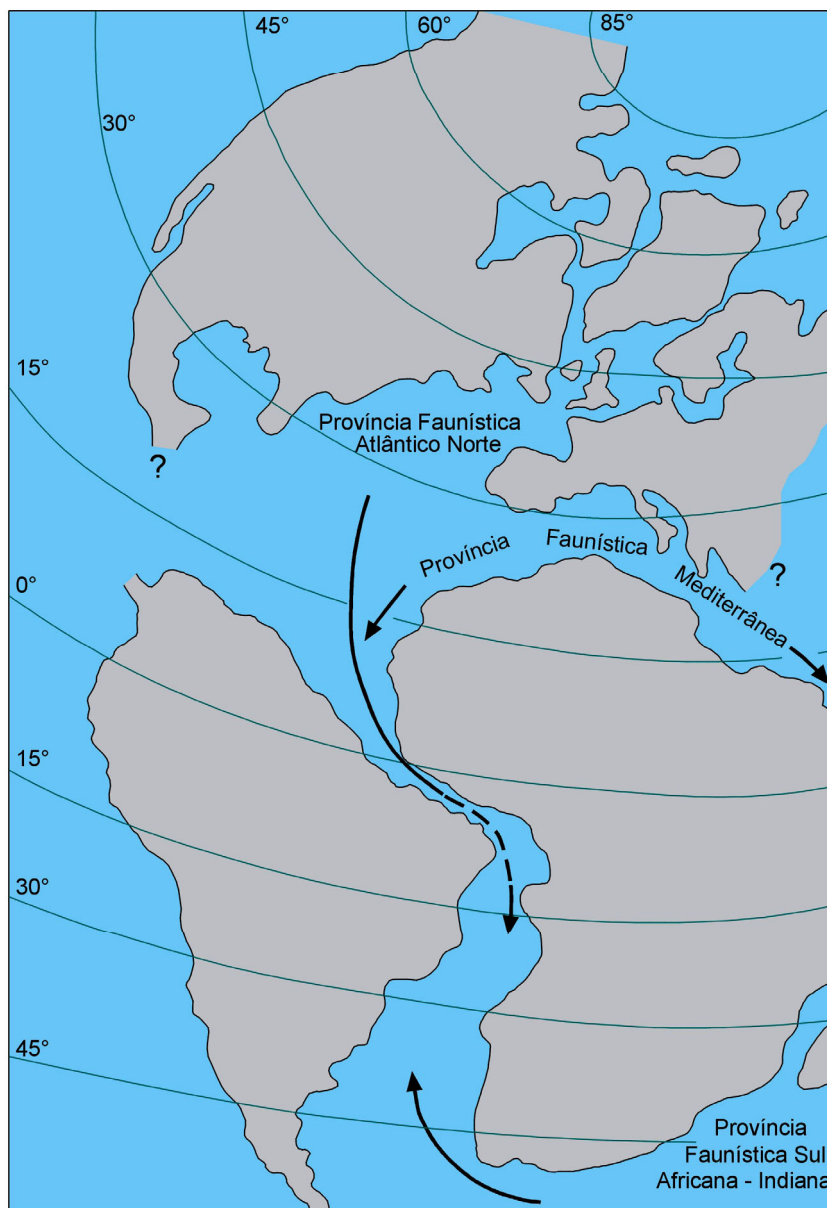 45°
60°
85°
30°
15°
Província Faunística
Atlântico Norte
?
Província Faunística Mediterrânea
?
0°
15°
30°
45°
Província
Faunística Sul
Africana - Indiana